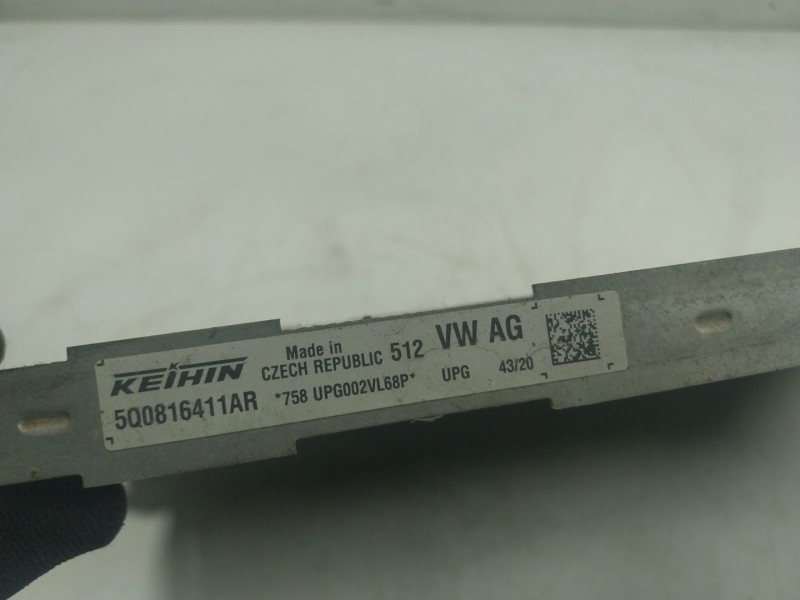 KEIHIN Made in
CZECH REPUBLIC 512 VW AG
5Q0816411AR *758 UPG002VL68P* UPG 43/20